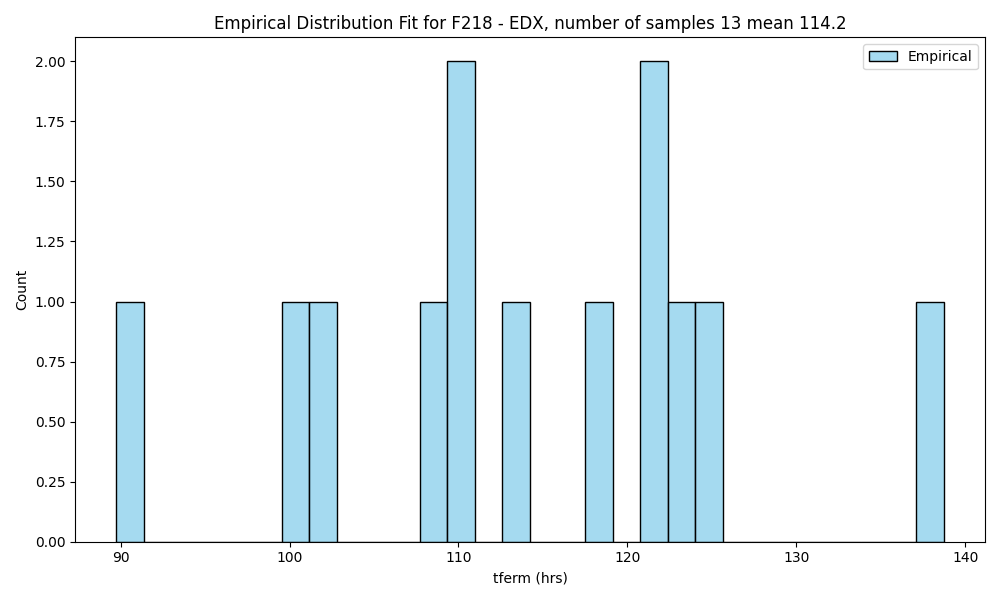 Empirical Distribution Fit for F218 - EDX, number of samples 13 mean 114.2
Empirical
2.00
1.75
1.50
1.25
1.00
0.75
0.50
0.25
0.00
Count
90 100 110 120 130 140
tferm (hrs)